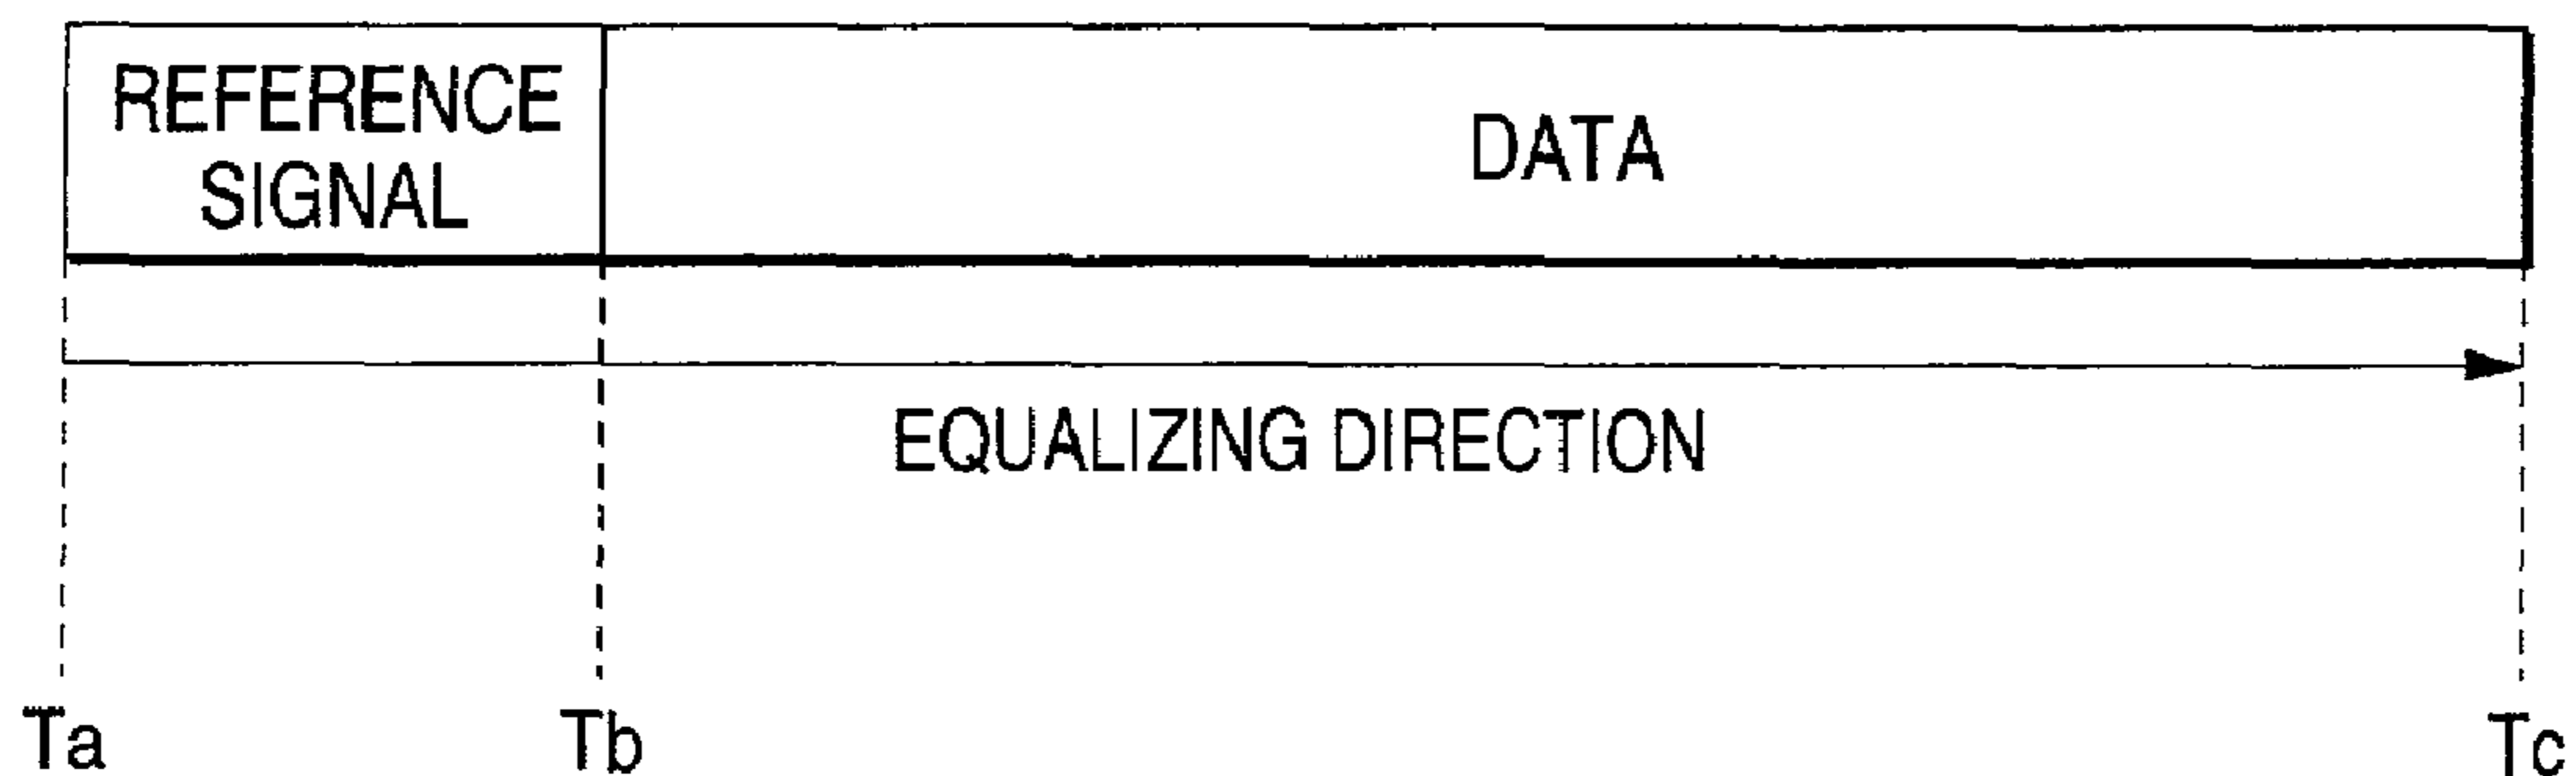 REFERENCE
SIGNAL
DATA
EQUALIZING DIRECTION
Ta
Tb
Tc